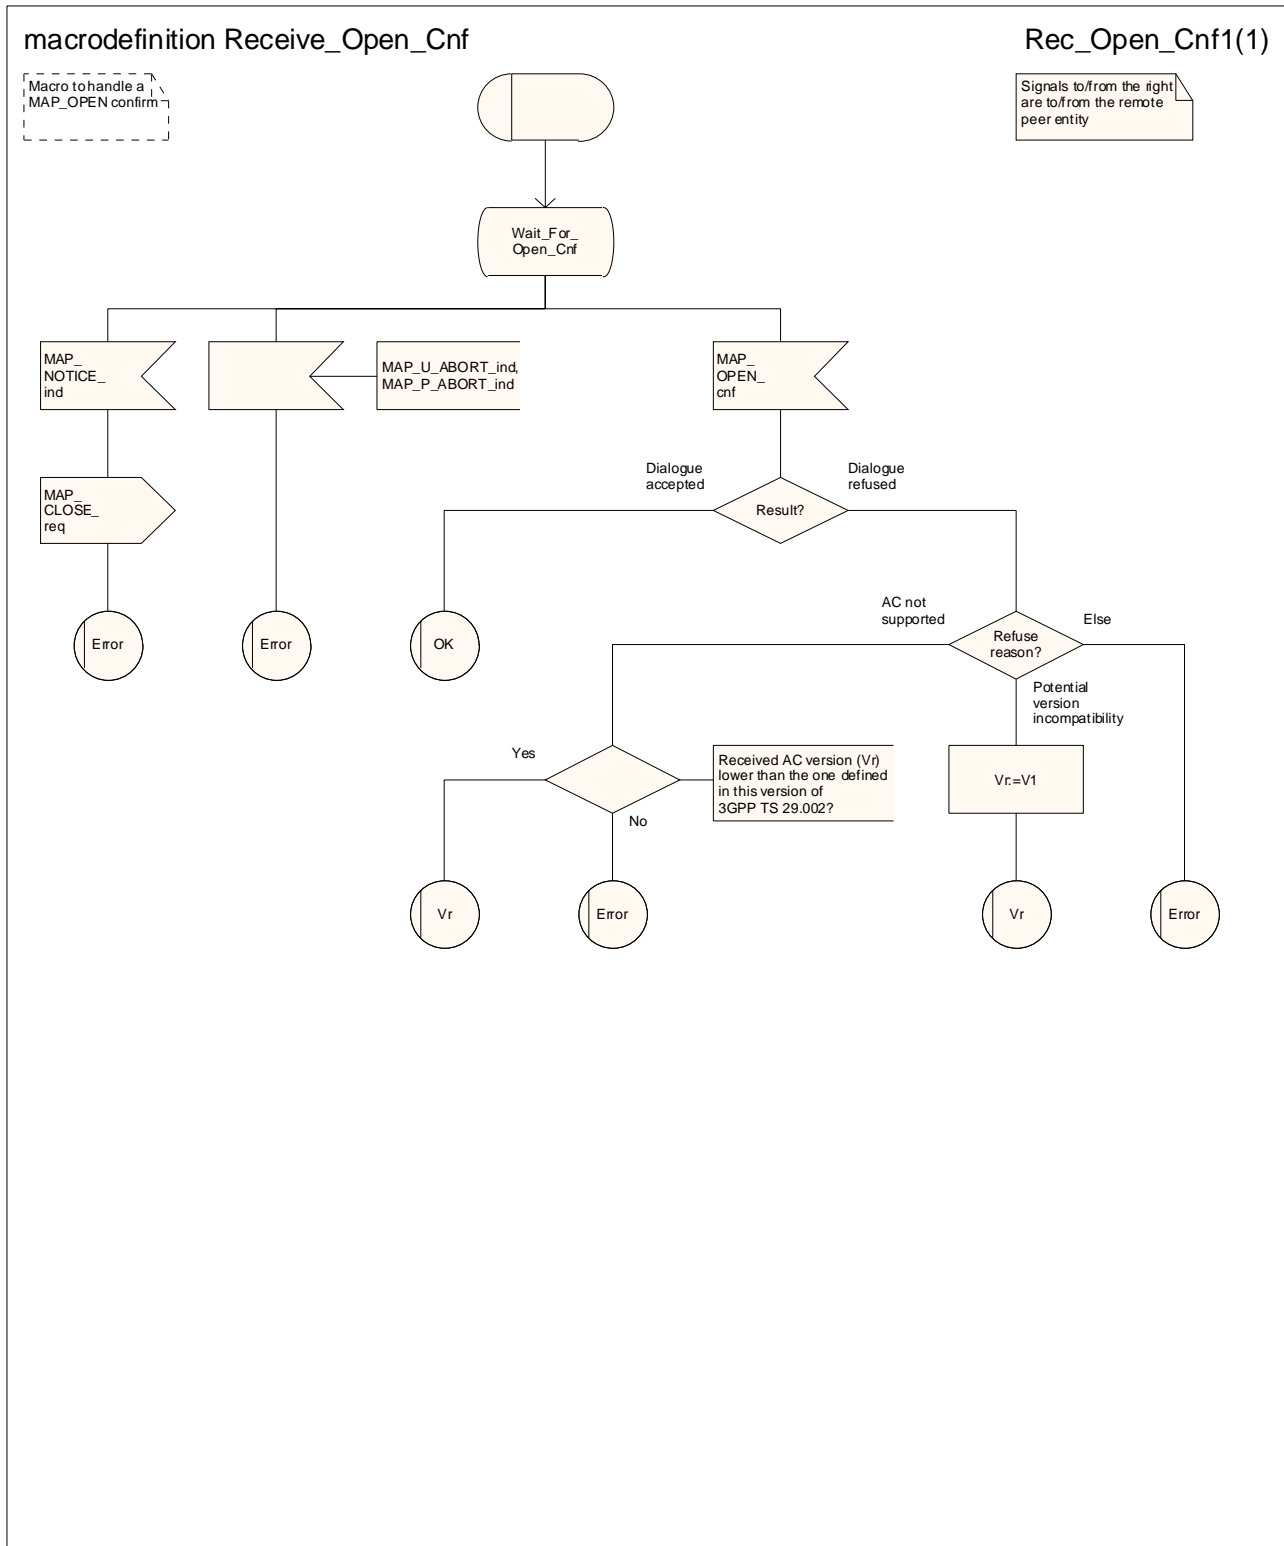 macrodefinition Receive_Open_Cnf
Rec_Open_Cnf1(1)
Macro to handle a
MAP_OPEN confirm
Signals to/from the right
are to/from the remote
peer entity
Wait_For_
Open_Cnf
MAP_
NOTICE_
ind
MAP_U_ABORT_ind,
MAP_P_ABORT_ind
MAP_
OPEN_
cnf
MAP_
CLOSE_
req
Dialogue
accepted
Dialogue
refused
Result?
Error
Error
OK
AC not
supported
Refuse
reason?
Else
Potential
version
incompatibility
Yes
Received AC version (Vr)
lower than the one defined
in this version of
3GPP TS 29.002?
No
Vr:=V1
Vr
Error
Vr
Error